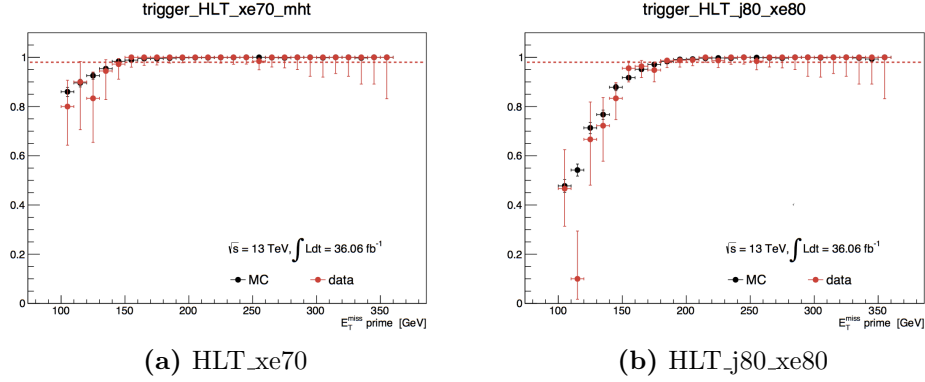 trigger_HLT_xe70_mht
1
0.8
0.6
0.4
0.2
0
√s = 13 TeV, ∫ Ldt = 36.06 fb⁻¹
MC data
100 150 200 250 300 350
E_T^miss prime [GeV]
(a) HLT_xe70
trigger_HLT_j80_xe80
1
0.8
0.6
0.4
0.2
0
√s = 13 TeV, ∫ Ldt = 36.06 fb⁻¹
MC data
100 150 200 250 300 350
E_T^miss prime [GeV]
(b) HLT_j80_xe80